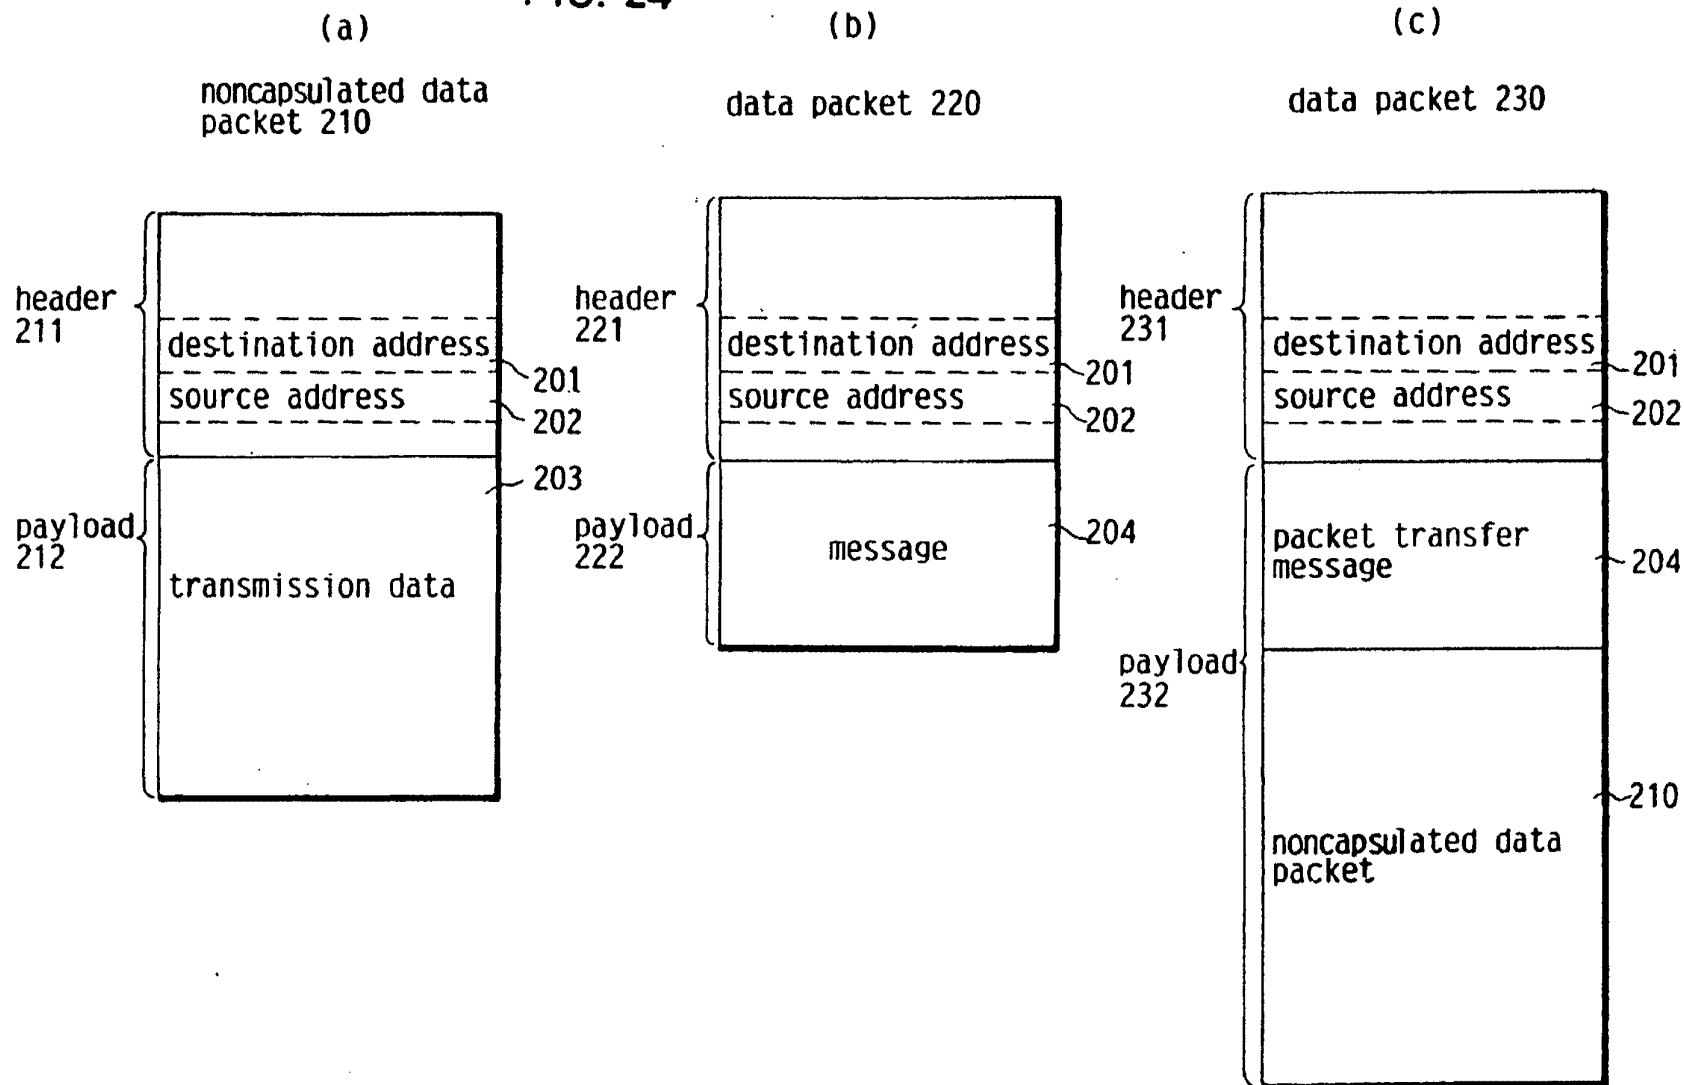 FIG. 24
(a)
noncapsulated data
packet 210
header
211
destination address
201
source address
202
203
payload
212
transmission data
(b)
data packet 220
header
221
destination address
201
source address
202
payload
222
message
204
(c)
data packet 230
header
231
destination address
201
source address
202
packet transfer
message
204
payload
232
210
noncapsulated data
packet